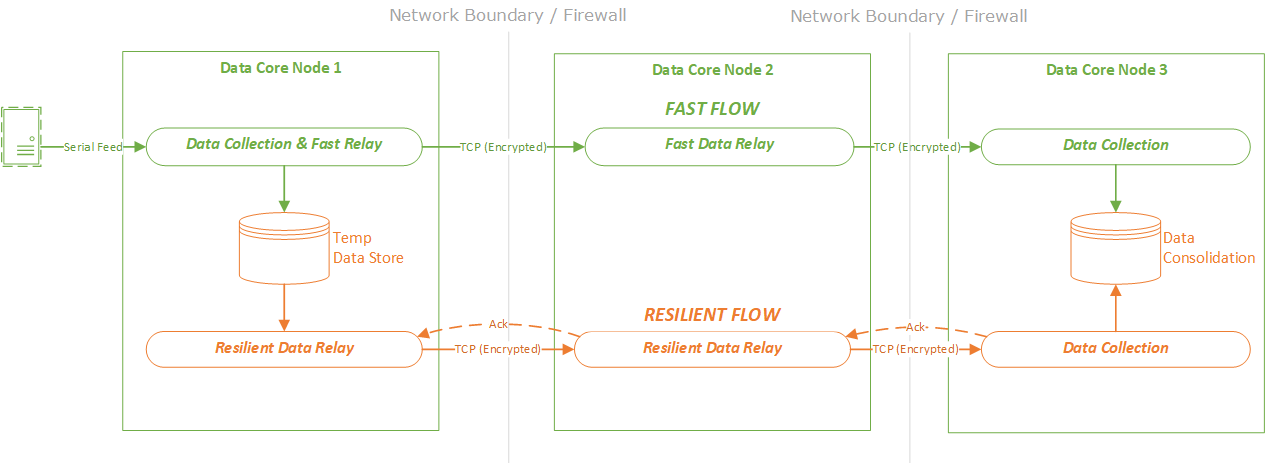 Network Boundary / Firewall
Network Boundary / Firewall
Data Core Node 1
Data Core Node 2
Data Core Node 3
FAST FLOW
Serial Feed
Data Collection & Fast Relay
TCP (Encrypted)
Fast Data Relay
TCP (Encrypted)
Data Collection
Temp
Data Store
Data
Consolidation
RESILIENT FLOW
Ack
Ack
Resilient Data Relay
TCP (Encrypted)
Resilient Data Relay
TCP (Encrypted)
Data Collection